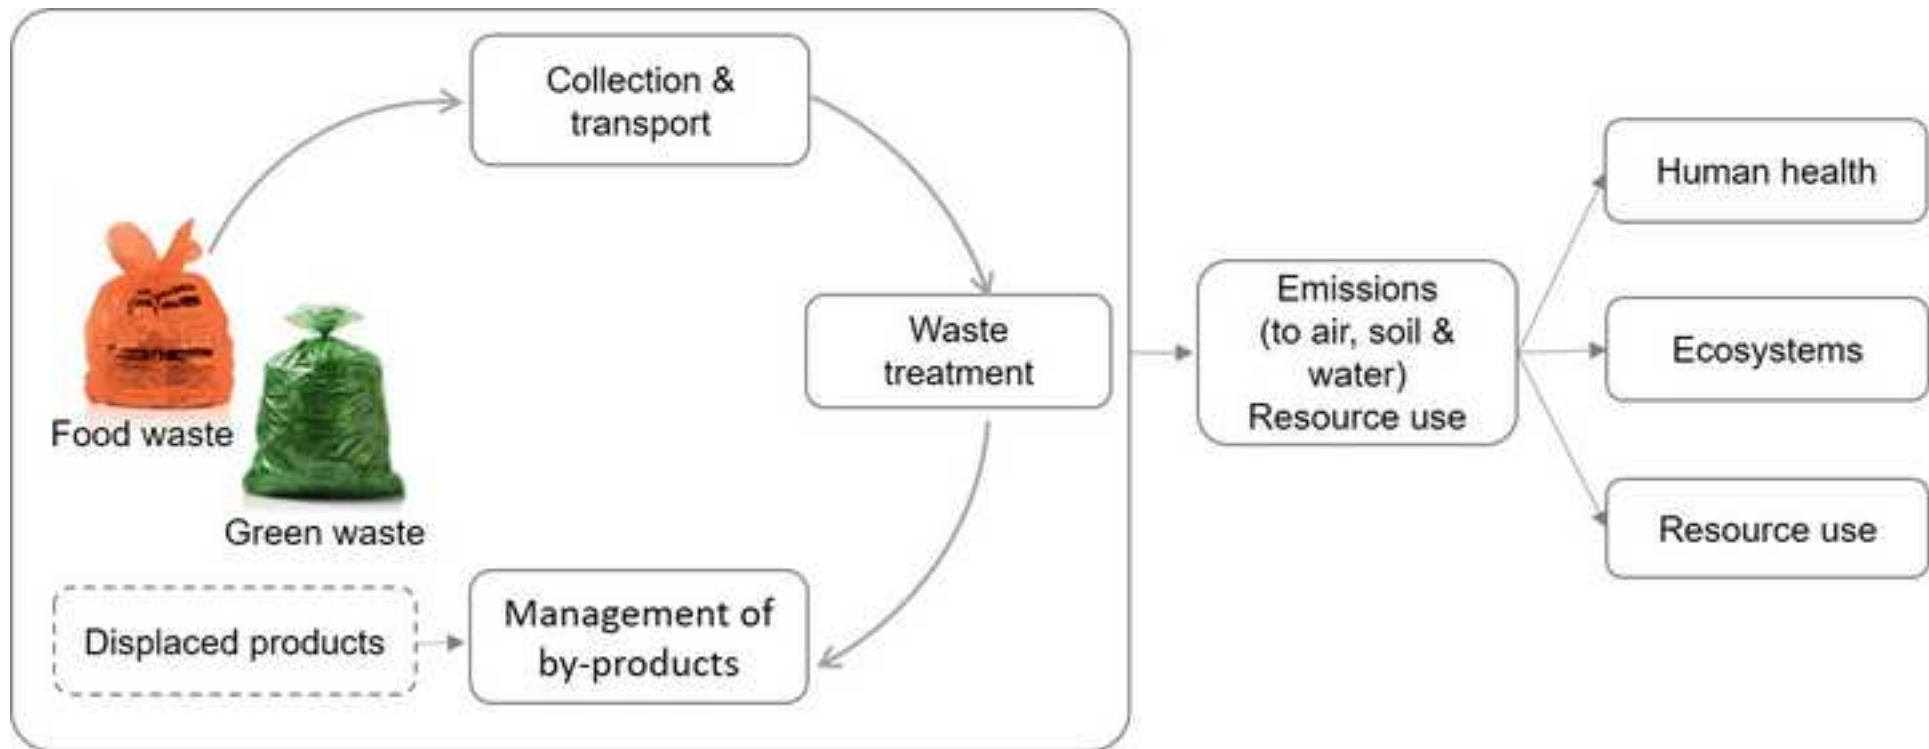 Collection &
transport
Food waste
Green waste
Waste
treatment
Displaced products
Management of
by-products
Emissions
(to air, soil &
water)
Resource use
Human health
Ecosystems
Resource use